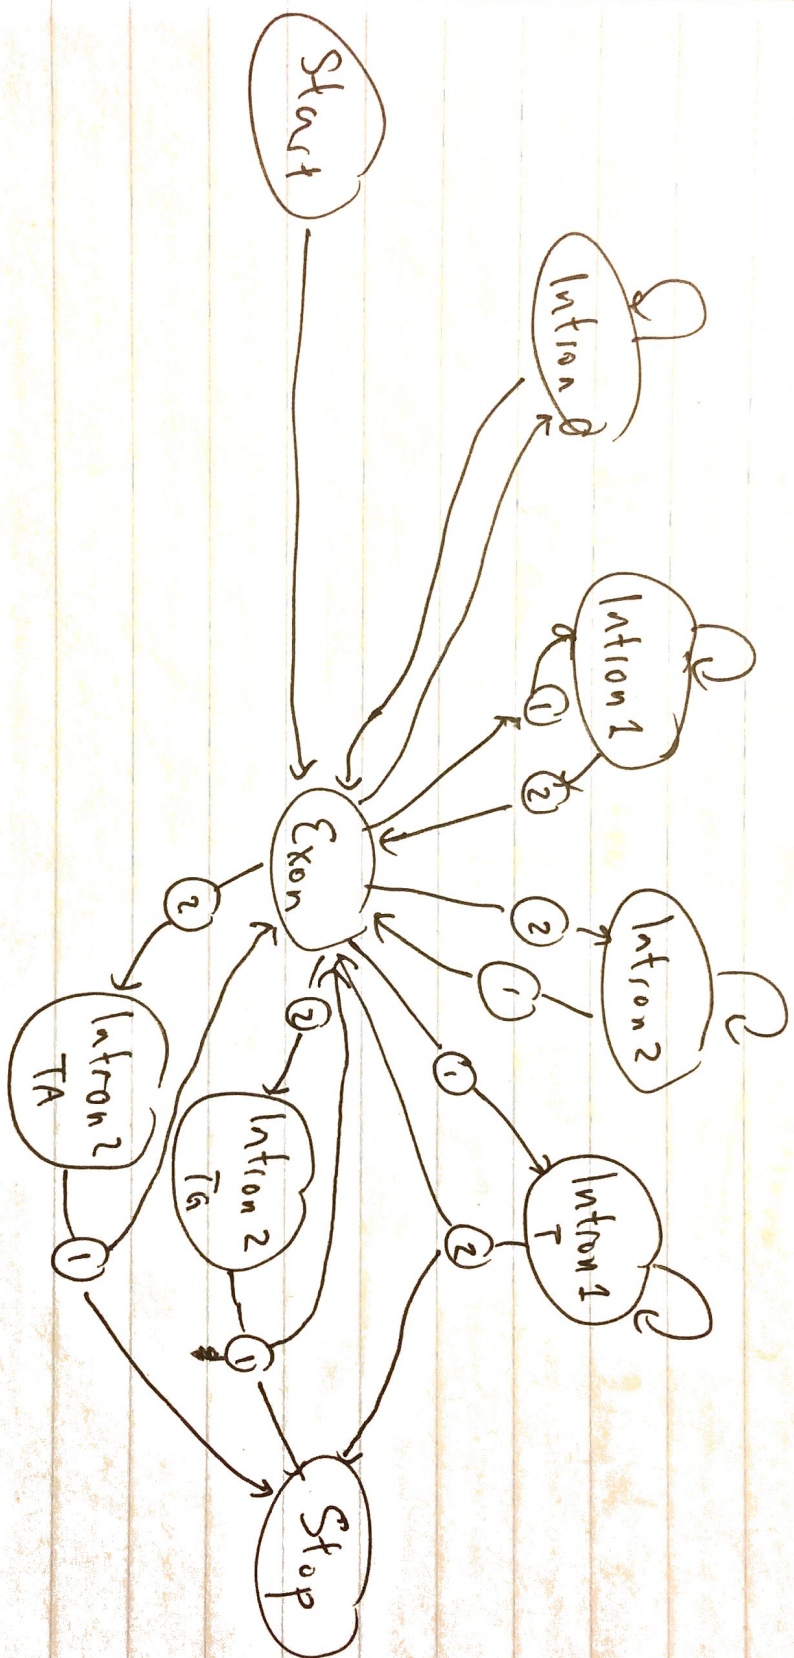 Intron 0
Intron 1
Intron 2
Intron 1
T
1
2
2
1
1
2
Start
Exon
Stop
2
Intron 2
TG
1
2
Intron 2
TA
1